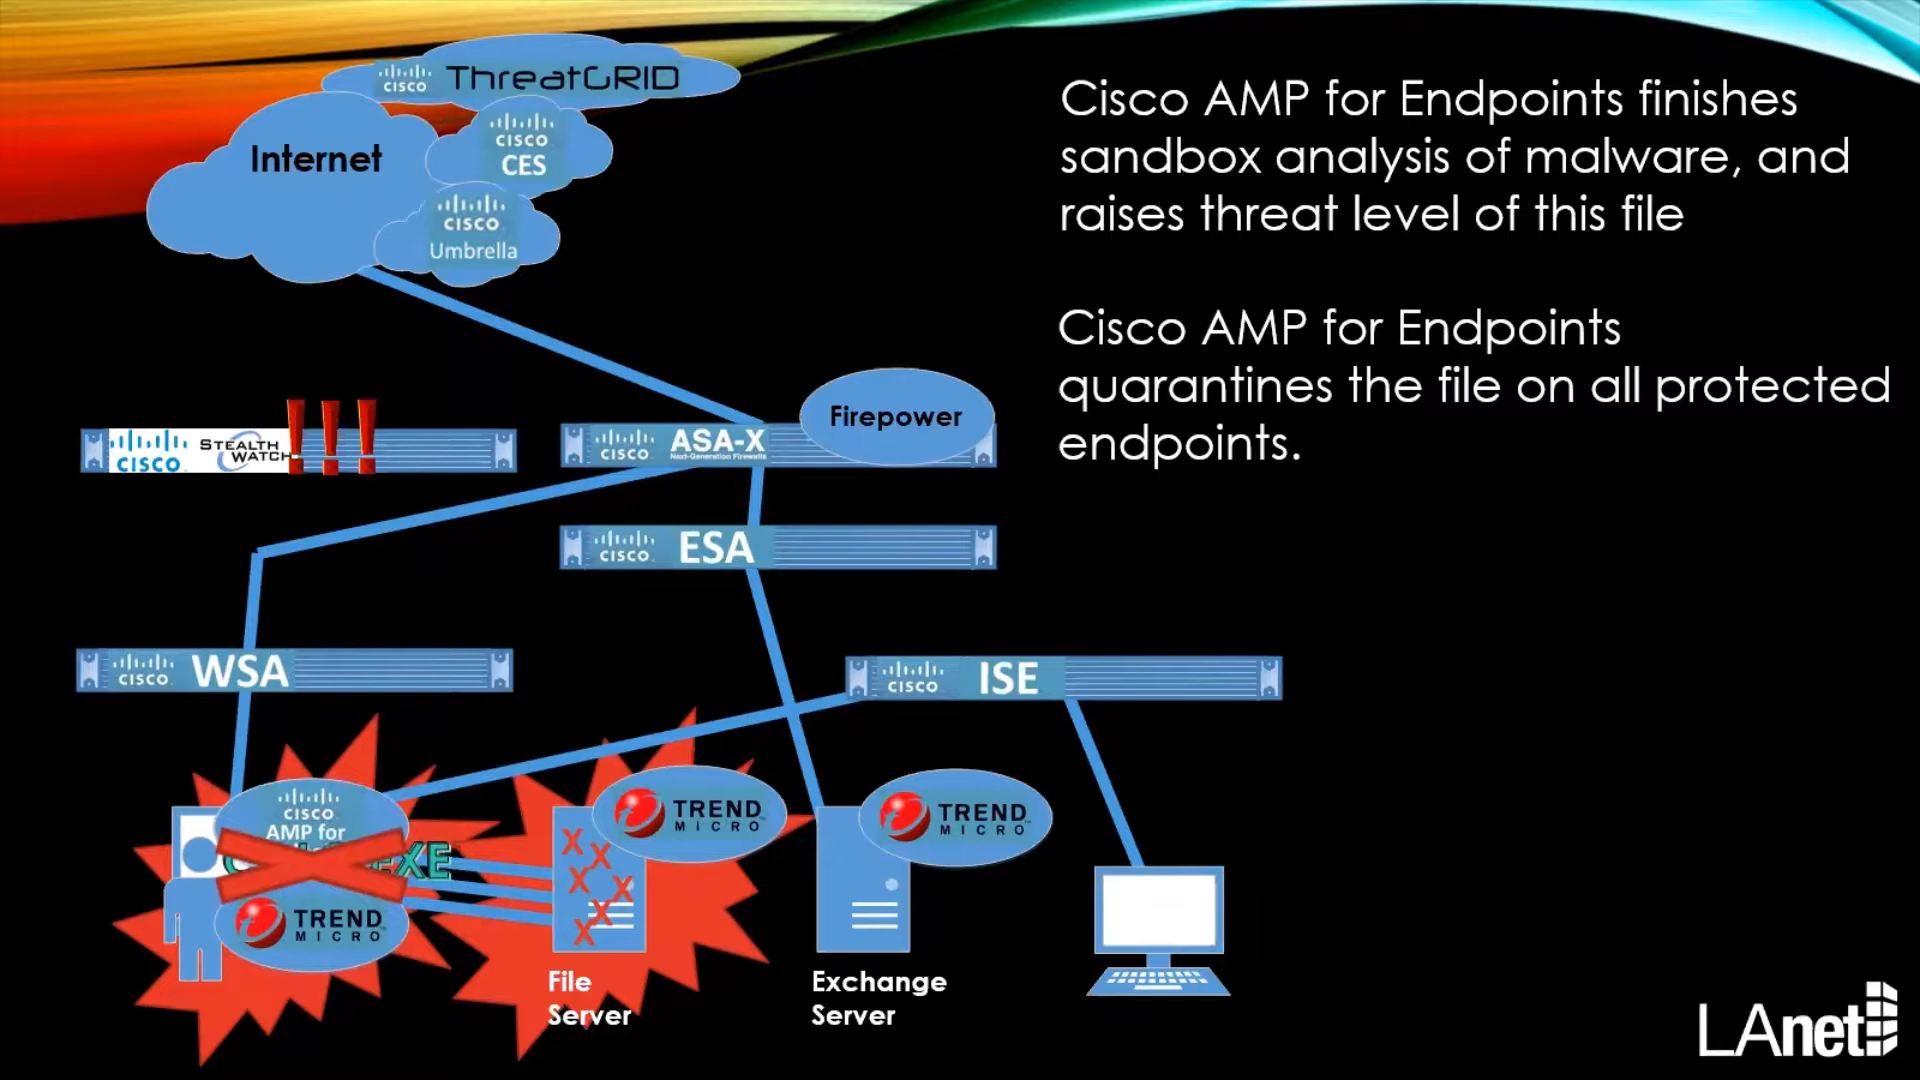 CISCO ThreatGRID
Internet
CISCO
CES
CISCO
Umbrella
Cisco AMP for Endpoints finishes
sandbox analysis of malware, and
raises threat level of this file
Cisco AMP for Endpoints
quarantines the file on all protected
endpoints.
Firepower
CISCO STEALTH
WATCH
!!!
CISCO ASA-X
Next-Generation Firewalls
CISCO ESA
CISCO WSA
CISCO ISE
CISCO
AMP for
EXE
TREND
MICRO
TREND
MICRO
TREND
MICRO
X
X
X
X
X
X
File
Server
Exchange
Server
LAnet